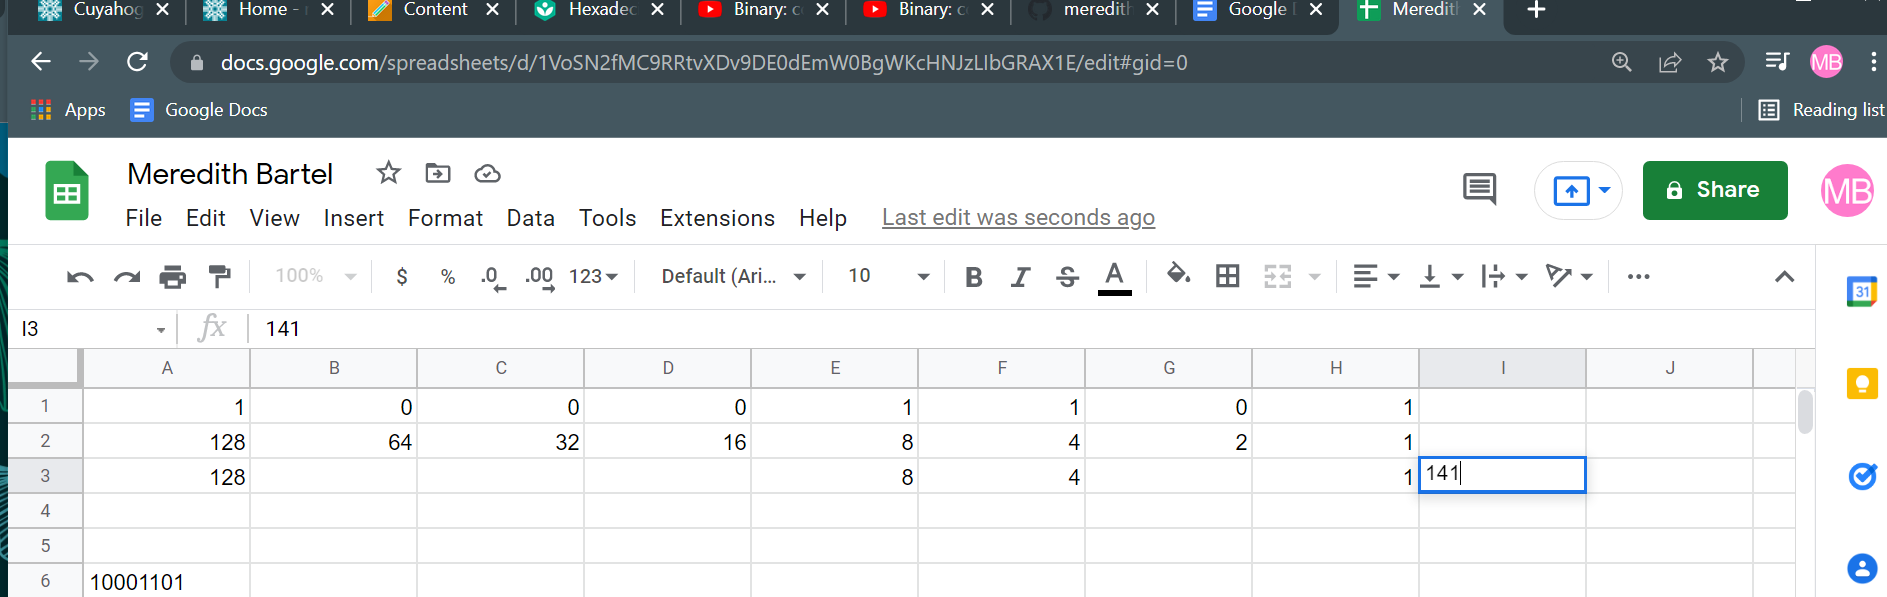 Cuyahog Home - Content Hexadec Binary: c Binary: c meredith Google Meredith
docs.google.com/spreadsheets/d/1VoSN2fMC9RRtvXDv9DE0dEmW0BgWKcHNJzLIbGRAX1E/edit#gid=0 MB
Apps Google Docs Reading list
Meredith Bartel Share MB
File Edit View Insert Format Data Tools Extensions Help Last edit was seconds ago
100% $ % .0 .00 123 Default (Ari... 10 B I S A ...
31
I3 fx 141
A B C D E F G H I J
1 1 0 0 0 1 1 0 1
2 128 64 32 16 8 4 2 1
3 128 8 4 1 141
4
5
6 10001101